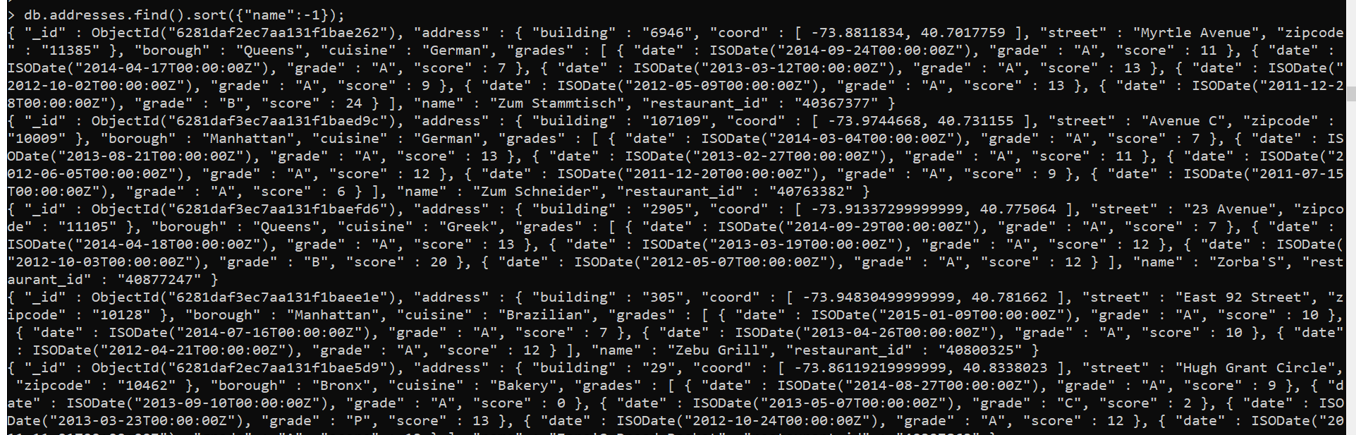 > db.addresses.find().sort({"name":-1});
{ "_id" : ObjectId("6281daf2ec7aa131f1bae262"), "address" : { "building" : "6946", "coord" : [ -73.8811834, 40.7017759 ], "street" : "Myrtle Avenue", "zipcode
" : "11385" }, "borough" : "Queens", "cuisine" : "German", "grades" : [ { "date" : ISODate("2014-09-24T00:00:00Z"), "grade" : "A", "score" : 11 }, { "date" :
ISODate("2014-04-17T00:00:00Z"), "grade" : "A", "score" : 7 }, { "date" : ISODate("2013-03-12T00:00:00Z"), "grade" : "A", "score" : 13 }, { "date" : ISODate("
2012-10-02T00:00:00Z"), "grade" : "A", "score" : 9 }, { "date" : ISODate("2012-05-09T00:00:00Z"), "grade" : "A", "score" : 13 }, { "date" : ISODate("2011-12-2
8T00:00:00Z"), "grade" : "B", "score" : 24 } ], "name" : "Zum Stammtisch", "restaurant_id" : "40367377" }
{ "_id" : ObjectId("6281daf3ec7aa131f1baed9c"), "address" : { "building" : "107109", "coord" : [ -73.9744668, 40.731155 ], "street" : "Avenue C", "zipcode" :
"10009" }, "borough" : "Manhattan", "cuisine" : "German", "grades" : [ { "date" : ISODate("2014-03-04T00:00:00Z"), "grade" : "A", "score" : 7 }, { "date" : IS
ODate("2013-08-21T00:00:00Z"), "grade" : "A", "score" : 13 }, { "date" : ISODate("2013-02-27T00:00:00Z"), "grade" : "A", "score" : 11 }, { "date" : ISODate("2
012-06-05T00:00:00Z"), "grade" : "A", "score" : 12 }, { "date" : ISODate("2011-12-20T00:00:00Z"), "grade" : "A", "score" : 9 }, { "date" : ISODate("2011-07-15
T00:00:00Z"), "grade" : "A", "score" : 6 } ], "name" : "Zum Schneider", "restaurant_id" : "40763382" }
{ "_id" : ObjectId("6281daf3ec7aa131f1baefd6"), "address" : { "building" : "2905", "coord" : [ -73.91337299999999, 40.775064 ], "street" : "23 Avenue", "zipco
de" : "11105" }, "borough" : "Queens", "cuisine" : "Greek", "grades" : [ { "date" : ISODate("2014-09-29T00:00:00Z"), "grade" : "A", "score" : 7 }, { "date" :
ISODate("2014-04-18T00:00:00Z"), "grade" : "A", "score" : 13 }, { "date" : ISODate("2013-03-19T00:00:00Z"), "grade" : "A", "score" : 12 }, { "date" : ISODate(
"2012-10-03T00:00:00Z"), "grade" : "B", "score" : 20 }, { "date" : ISODate("2012-05-07T00:00:00Z"), "grade" : "A", "score" : 12 } ], "name" : "Zorba'S", "rest
aurant_id" : "40877247" }
{ "_id" : ObjectId("6281daf3ec7aa131f1baee1e"), "address" : { "building" : "305", "coord" : [ -73.94830499999999, 40.781662 ], "street" : "East 92 Street", "z
ipcode" : "10128" }, "borough" : "Manhattan", "cuisine" : "Brazilian", "grades" : [ { "date" : ISODate("2015-01-09T00:00:00Z"), "grade" : "A", "score" : 10 },
{ "date" : ISODate("2014-07-16T00:00:00Z"), "grade" : "A", "score" : 7 }, { "date" : ISODate("2013-04-26T00:00:00Z"), "grade" : "A", "score" : 10 }, { "date"
: ISODate("2012-04-21T00:00:00Z"), "grade" : "A", "score" : 12 } ], "name" : "Zebu Grill", "restaurant_id" : "40800325" }
{ "_id" : ObjectId("6281daf2ec7aa131f1bae5d9"), "address" : { "building" : "29", "coord" : [ -73.86119219999999, 40.8338023 ], "street" : "Hugh Grant Circle",
"zipcode" : "10462" }, "borough" : "Bronx", "cuisine" : "Bakery", "grades" : [ { "date" : ISODate("2014-08-27T00:00:00Z"), "grade" : "A", "score" : 9 }, { "d
ate" : ISODate("2013-09-10T00:00:00Z"), "grade" : "A", "score" : 0 }, { "date" : ISODate("2013-05-07T00:00:00Z"), "grade" : "C", "score" : 2 }, { "date" : ISO
Date("2013-03-23T00:00:00Z"), "grade" : "P", "score" : 13 }, { "date" : ISODate("2012-10-24T00:00:00Z"), "grade" : "A", "score" : 12 }, { "date" : ISODate("20